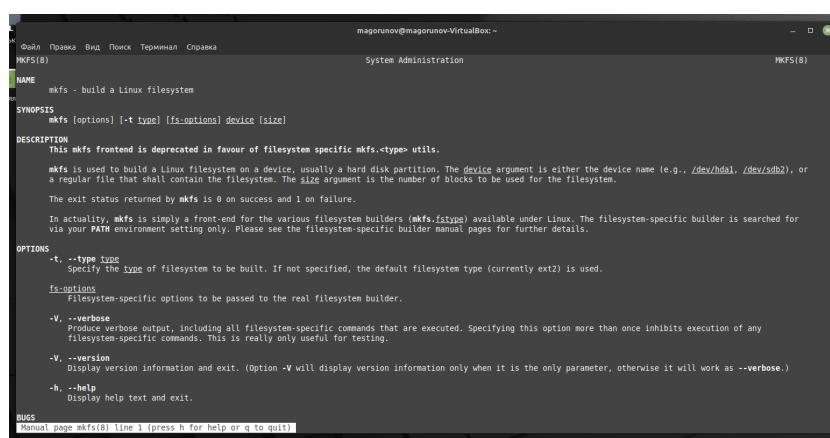 magorunov@magorunov-VirtualBox: ~
Файл Правка Вид Поиск Терминал Справка
MKFS(8) System Administration MKFS(8)
NAME
mkfs - build a Linux filesystem
SYNOPSIS
mkfs [options] [-t type] [fs-options] device [size]
DESCRIPTION
This mkfs frontend is deprecated in favour of filesystem specific mkfs.<type> utils.
mkfs is used to build a Linux filesystem on a device, usually a hard disk partition. The device argument is either the device name (e.g., /dev/hda1, /dev/sdb2), or
a regular file that shall contain the filesystem. The size argument is the number of blocks to be used for the filesystem.
The exit status returned by mkfs is 0 on success and 1 on failure.
In actuality, mkfs is simply a front-end for the various filesystem builders (mkfs.fstype) available under Linux. The filesystem-specific builder is searched for
via your PATH environment setting only. Please see the filesystem-specific builder manual pages for further details.
OPTIONS
-t, --type type
Specify the type of filesystem to be built. If not specified, the default filesystem type (currently ext2) is used.
fs-options
Filesystem-specific options to be passed to the real filesystem builder.
-V, --verbose
Produce verbose output, including all filesystem-specific commands that are executed. Specifying this option more than once inhibits execution of any
filesystem-specific commands. This is really only useful for testing.
-V, --version
Display version information and exit. (Option -V will display version information only when it is the only parameter, otherwise it will work as --verbose.)
-h, --help
Display help text and exit.
BUGS
Manual page mkfs(8) line 1 (press h for help or q to quit)